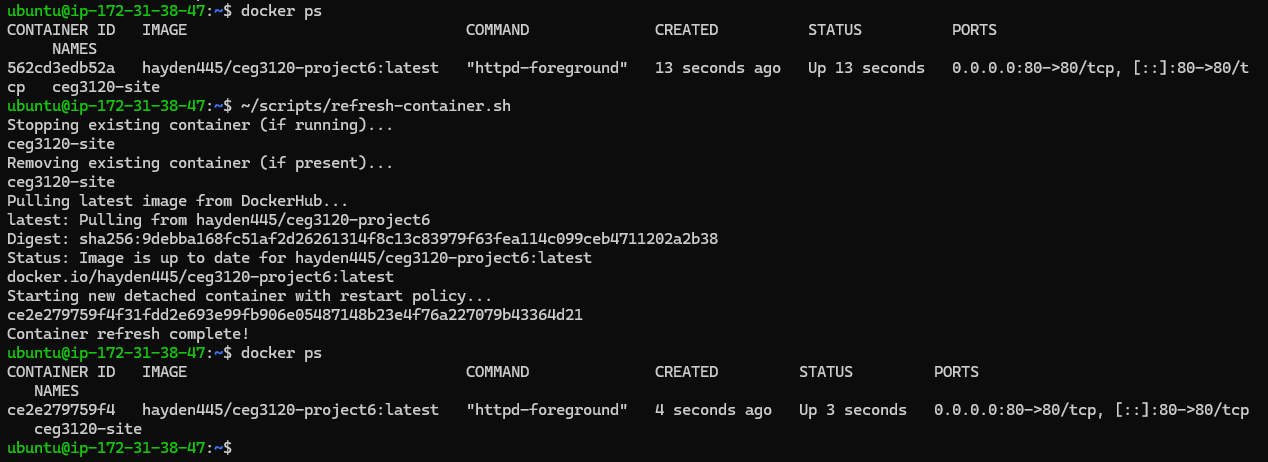 ubuntu@ip-172-31-38-47:~$ docker ps
CONTAINER ID   IMAGE                              COMMAND              CREATED          STATUS          PORTS
     NAMES
562cd3edb52a   hayden445/ceg3120-project6:latest   "httpd-foreground"   13 seconds ago   Up 13 seconds   0.0.0.0:80->80/tcp, [::]:80->80/t
cp   ceg3120-site
ubuntu@ip-172-31-38-47:~$ ~/scripts/refresh-container.sh
Stopping existing container (if running)...
ceg3120-site
Removing existing container (if present)...
ceg3120-site
Pulling latest image from DockerHub...
latest: Pulling from hayden445/ceg3120-project6
Digest: sha256:9debba168fc51af2d26261314f8c13c83979f63fea114c099ceb4711202a2b38
Status: Image is up to date for hayden445/ceg3120-project6:latest
docker.io/hayden445/ceg3120-project6:latest
Starting new detached container with restart policy...
ce2e279759f4f31fdd2e693e99fb906e05487148b23e4f76a227079b43364d21
Container refresh complete!
ubuntu@ip-172-31-38-47:~$ docker ps
CONTAINER ID   IMAGE                              COMMAND              CREATED         STATUS         PORTS
   NAMES
ce2e279759f4   hayden445/ceg3120-project6:latest   "httpd-foreground"   4 seconds ago   Up 3 seconds   0.0.0.0:80->80/tcp, [::]:80->80/tcp
   ceg3120-site
ubuntu@ip-172-31-38-47:~$